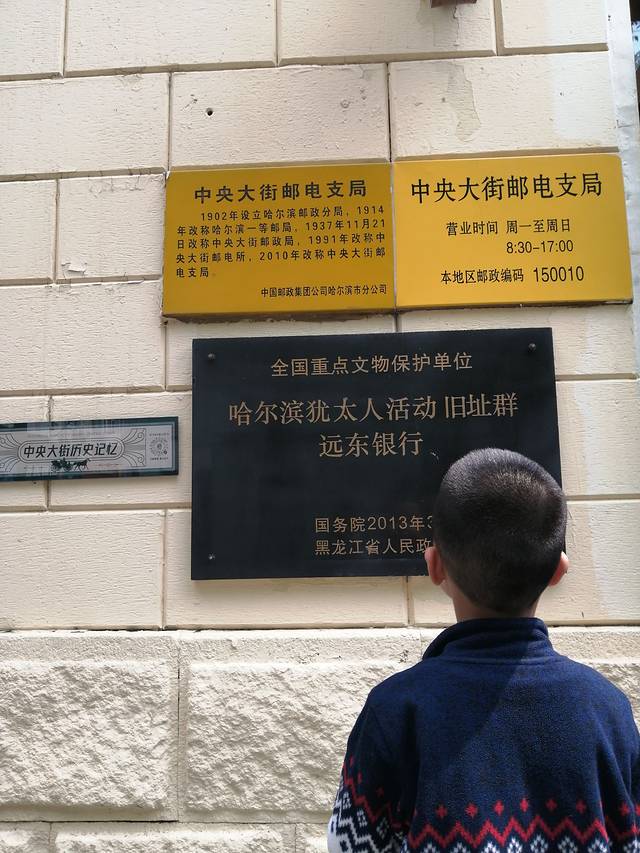 中央大街邮电支局
1902年设立哈尔滨邮政分局，1914
年改称哈尔滨一等邮局，1937年11月21
日改称中央大街邮政局，1991年改称中
央大街邮电所，2010年改称中央大街邮
电支局。
中国邮政集团公司哈尔滨市分公司
中央大街邮电支局
营业时间 周一至周日
8:30-17:00
本地区邮政编码 150010
全国重点文物保护单位
哈尔滨犹太人活动旧址群
远东银行
国务院2013年3
黑龙江省人民政
中央大街历史记忆